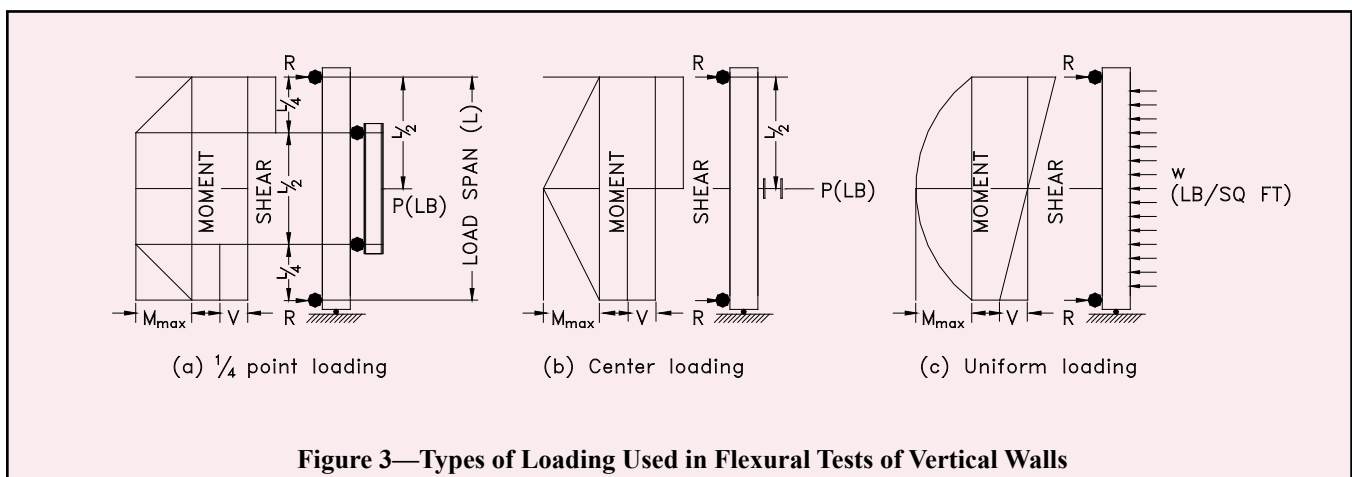 R
L/4
L/2
L/4
MOMENT
SHEAR
L/2
P(LB)
LOAD SPAN (L)
Mmax
V
R
(a) ¼ point loading
R
L/2
MOMENT
SHEAR
P(LB)
Mmax
V
R
(b) Center loading
R
MOMENT
SHEAR
w
(LB/SQ FT)
Mmax
V
R
(c) Uniform loading
Figure 3—Types of Loading Used in Flexural Tests of Vertical Walls